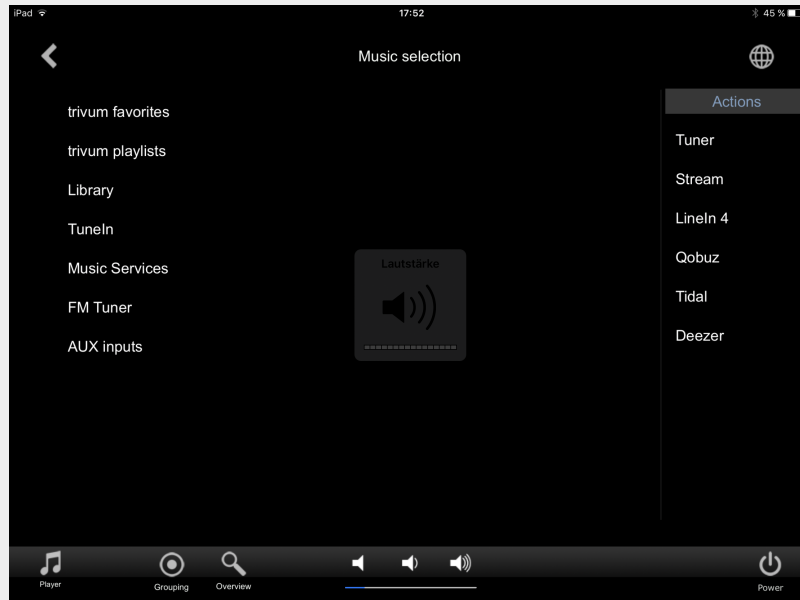 iPad
17:52
45 %
Music selection
trivum favorites
trivum playlists
Library
TuneIn
Music Services
FM Tuner
AUX inputs
Lautstärke
Actions
Tuner
Stream
LineIn 4
Qobuz
Tidal
Deezer
Player
Grouping
Overview
Power